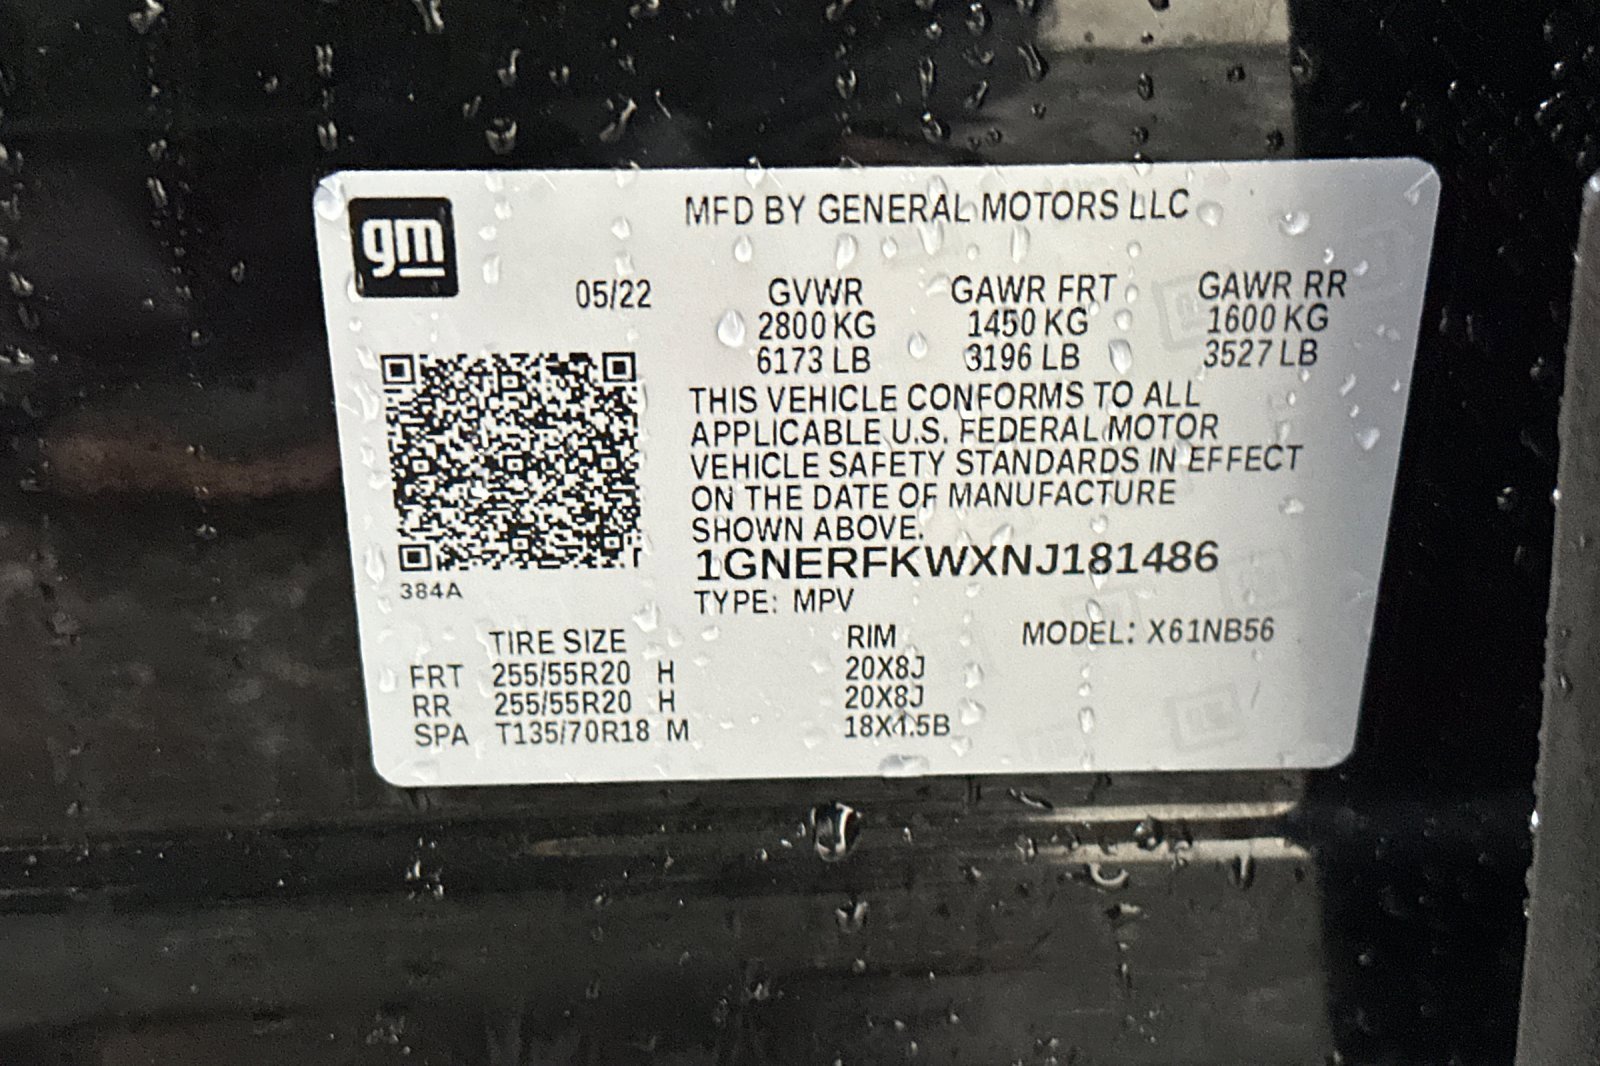 gm
MFD BY GENERAL MOTORS LLC
05/22 GVWR GAWR FRT GAWR RR
2800 KG 1450 KG 1600 KG
6173 LB 3196 LB 3527 LB
THIS VEHICLE CONFORMS TO ALL
APPLICABLE U.S. FEDERAL MOTOR
VEHICLE SAFETY STANDARDS IN EFFECT
ON THE DATE OF MANUFACTURE
SHOWN ABOVE.
1GNERFKWXNJ181486
384A
TYPE: MPV
TIRE SIZE RIM MODEL: X61NB56
FRT 255/55R20 H 20X8J
RR 255/55R20 H 20X8J
SPA T135/70R18 M 18X4.5B